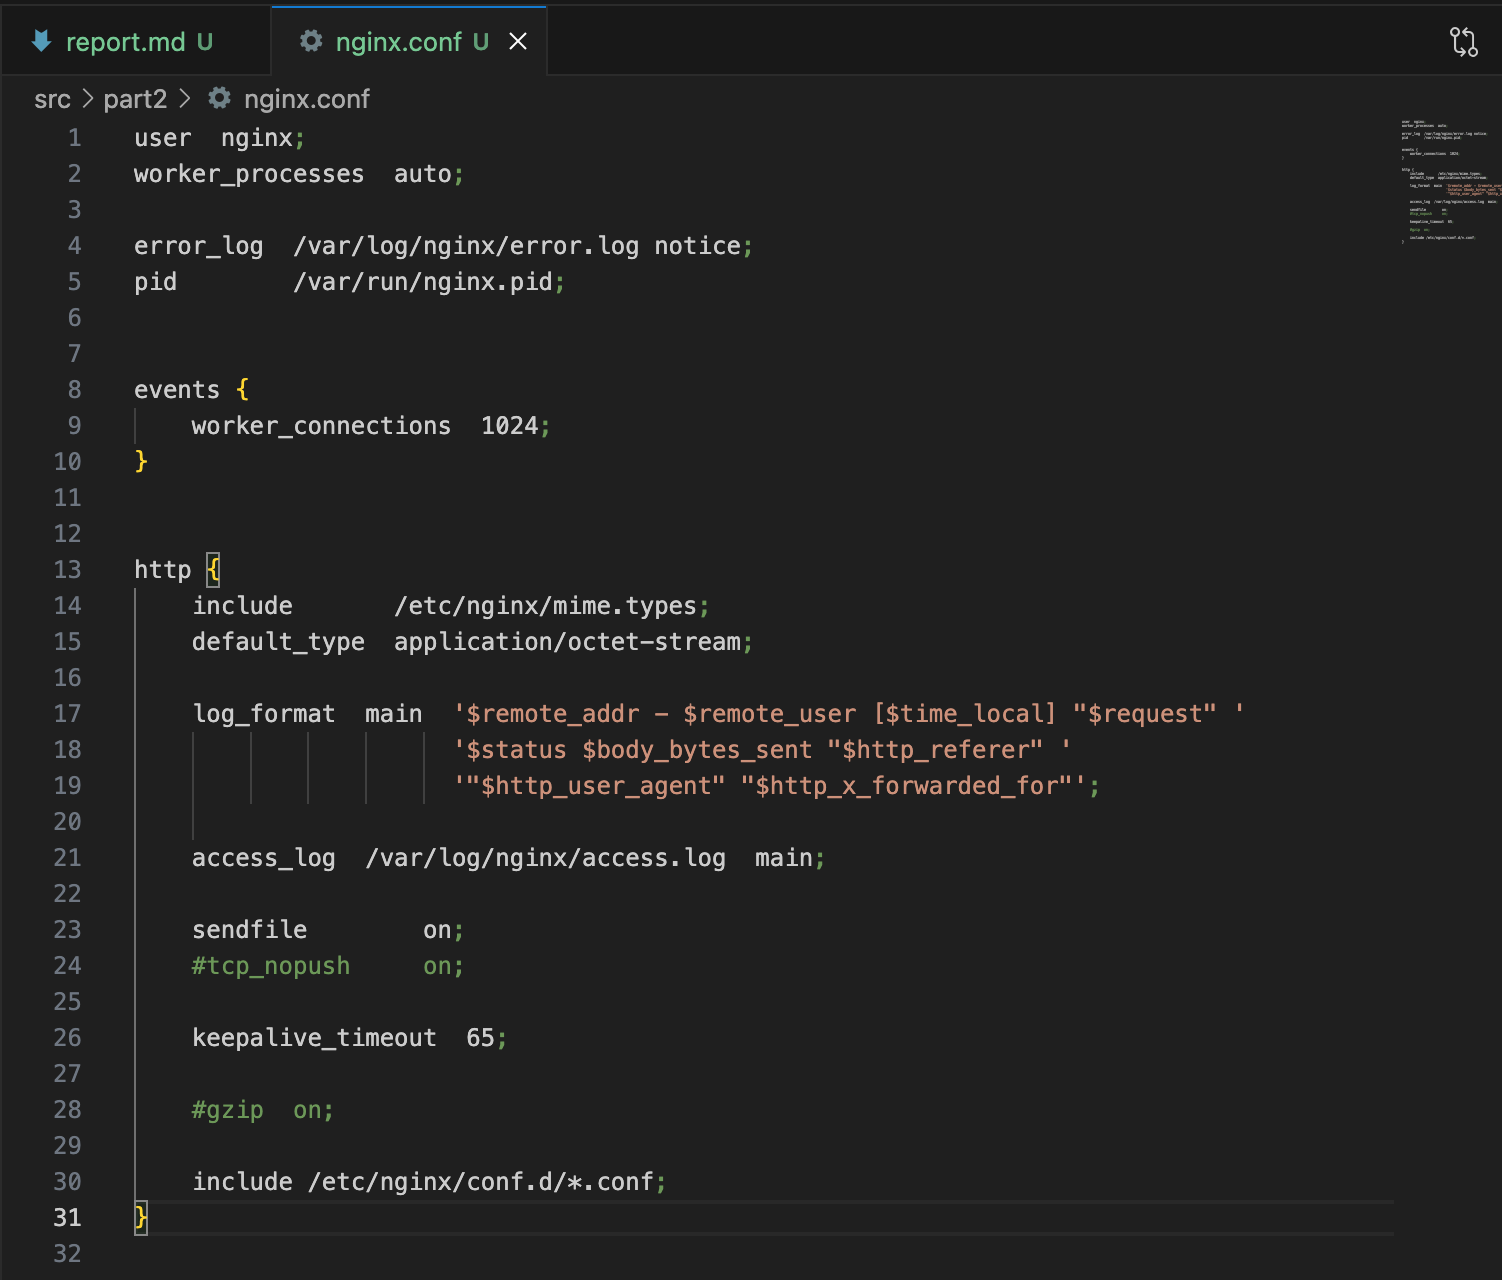 report.md U nginx.conf U
src > part2 > nginx.conf
1 user  nginx;
2 worker_processes  auto;
3
4 error_log  /var/log/nginx/error.log notice;
5 pid        /var/run/nginx.pid;
6
7
8 events {
9     worker_connections  1024;
10 }
11
12
13 http {
14     include       /etc/nginx/mime.types;
15     default_type  application/octet-stream;
16
17     log_format  main  '$remote_addr - $remote_user [$time_local] "$request" '
18                       '$status $body_bytes_sent "$http_referer" '
19                       '"$http_user_agent" "$http_x_forwarded_for"';
20
21     access_log  /var/log/nginx/access.log  main;
22
23     sendfile        on;
24     #tcp_nopush     on;
25
26     keepalive_timeout  65;
27
28     #gzip  on;
29
30     include /etc/nginx/conf.d/*.conf;
31 }
32